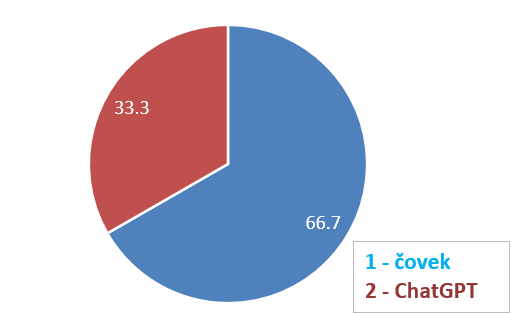 33.3
66.7
1 - čovek
2 - ChatGPT